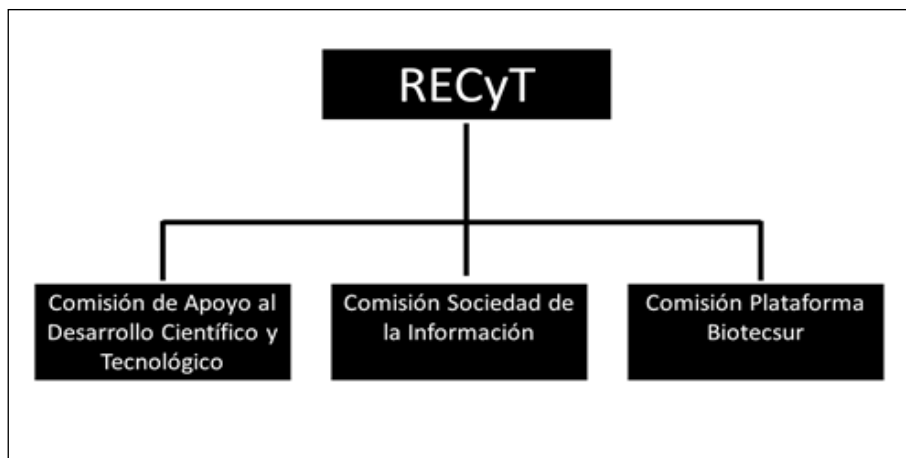 RECyT
Comisión de Apoyo al
Desarrollo Científico y
Tecnológico
Comisión Sociedad de
la Información
Comisión Plataforma
Biotecsur